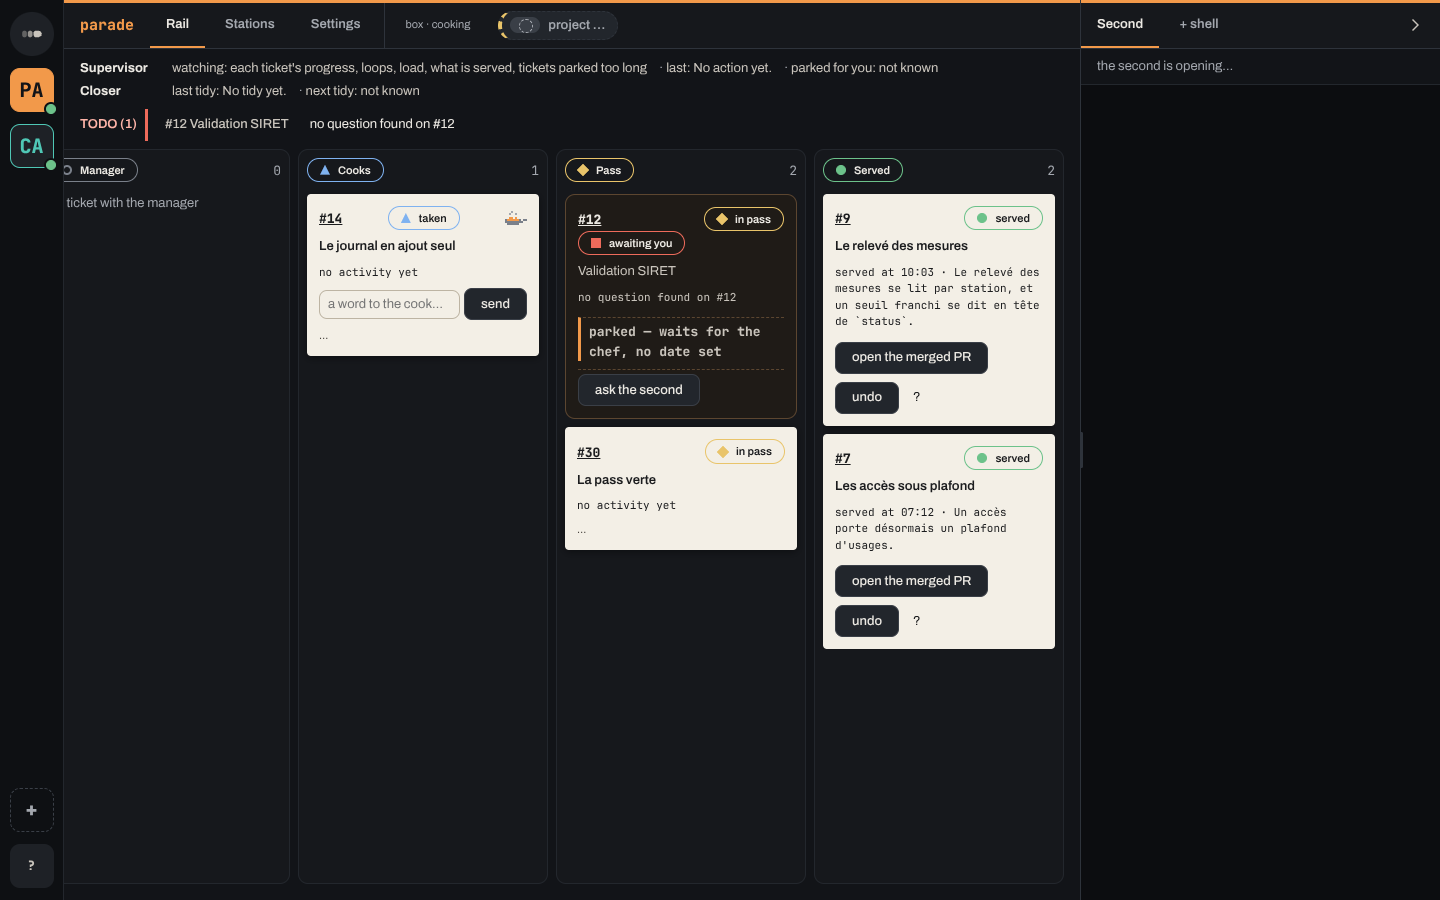 parade Rail Stations Settings box · cooking project ...
Second + shell
PA
CA
+
?
Supervisor watching: each ticket's progress, loops, load, what is served, tickets parked too long · last: No action yet. · parked for you: not known
Closer last tidy: No tidy yet. · next tidy: not known
TODO (1) #12 Validation SIRET no question found on #12
Manager 0
ticket with the manager
Cooks 1
#14 taken
Le journal en ajout seul
no activity yet
a word to the cook... send
...
Pass 2
#12 in pass
awaiting you
Validation SIRET
no question found on #12
parked — waits for the
chef, no date set
ask the second
#30 in pass
La pass verte
no activity yet
...
Served 2
#9 served
Le relevé des mesures
served at 10:03 · Le relevé des
mesures se lit par station, et
un seuil franchi se dit en tête
de `status`.
open the merged PR
undo ?
#7 served
Les accès sous plafond
served at 07:12 · Un accès
porte désormais un plafond
d'usages.
open the merged PR
undo ?
the second is opening...